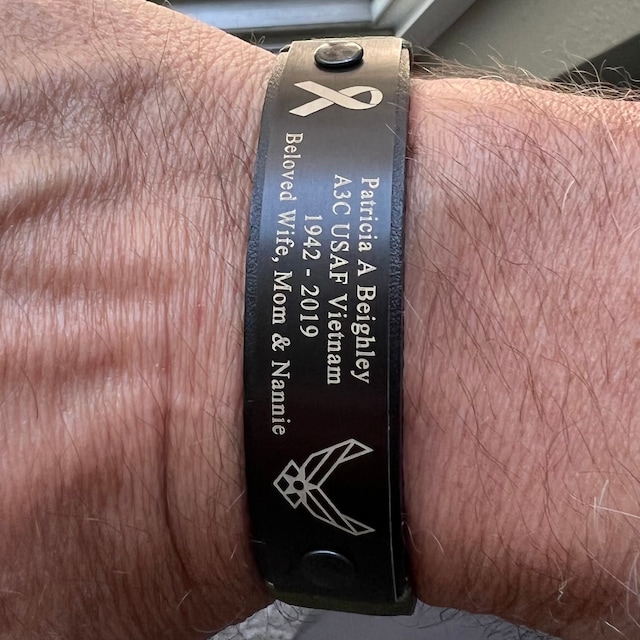 Patricia A Beighley
A3C USAF Vietnam
1942 - 2019
Beloved Wife, Mom & Nannie